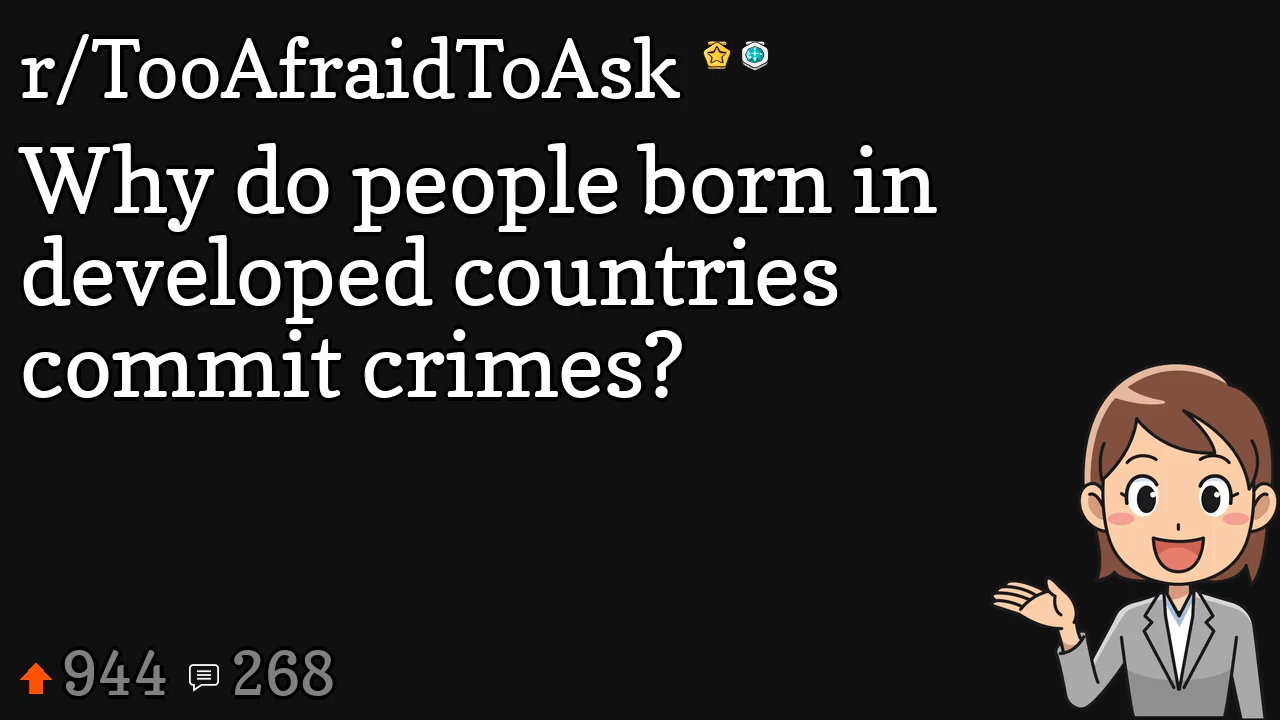 r/TooAfraidToAsk
Why do people born in
developed countries
commit crimes?
944 268